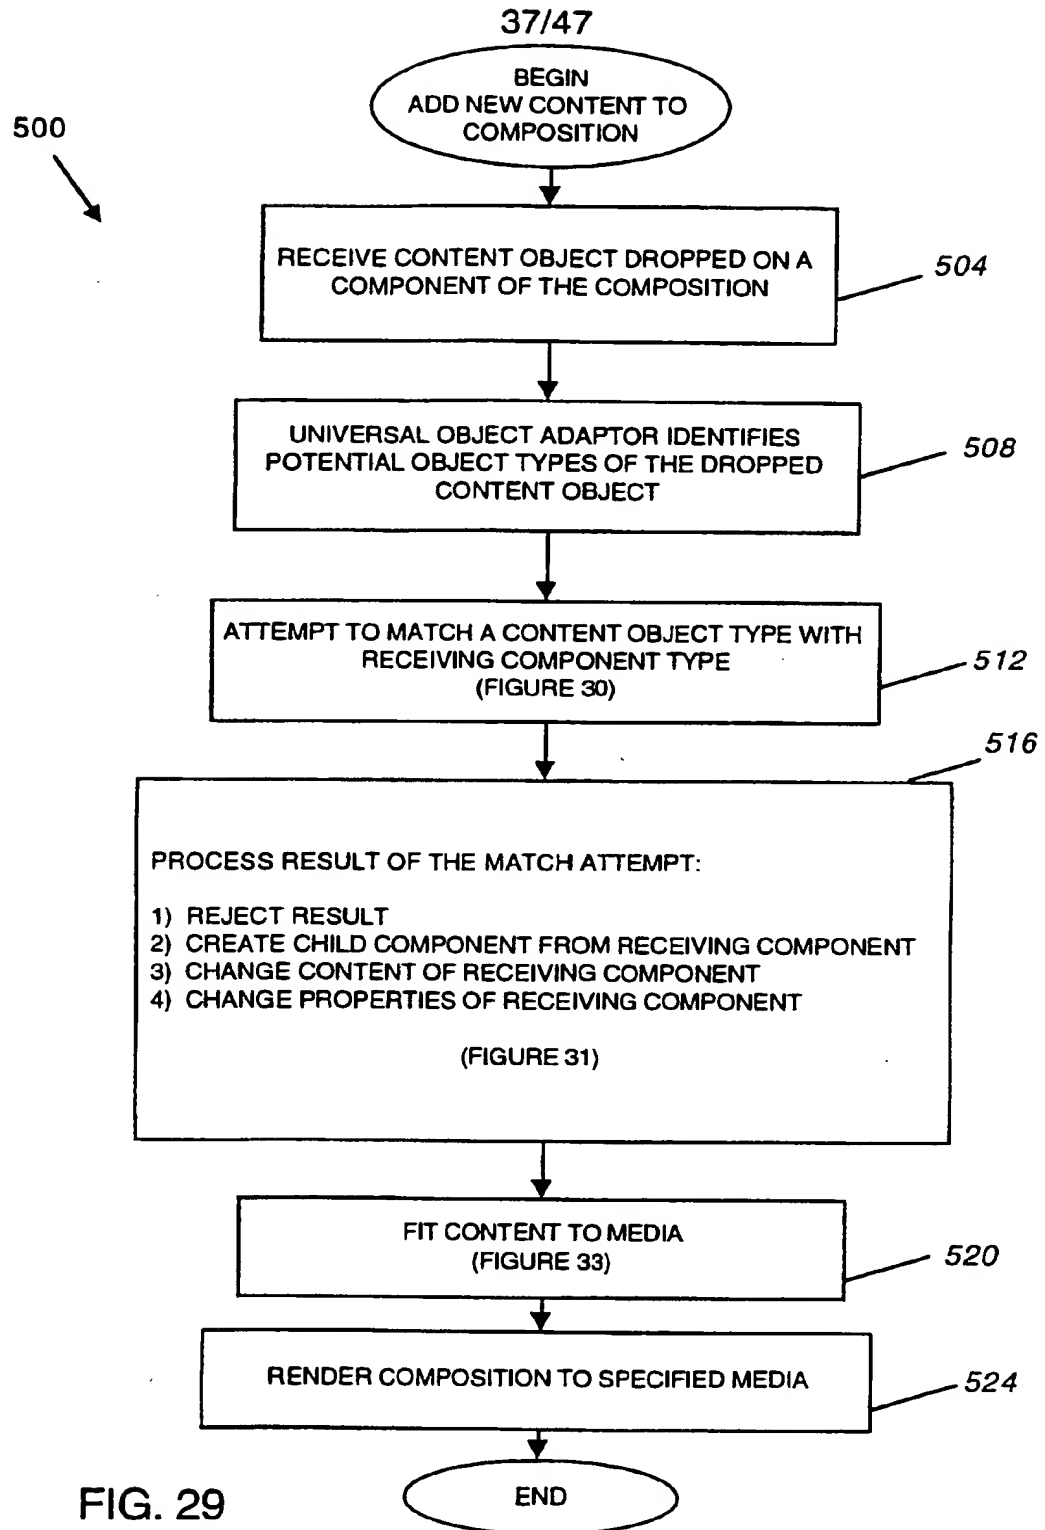 37/47
BEGIN
ADD NEW CONTENT TO
COMPOSITION
500
RECEIVE CONTENT OBJECT DROPPED ON A
COMPONENT OF THE COMPOSITION
504
UNIVERSAL OBJECT ADAPTOR IDENTIFIES
POTENTIAL OBJECT TYPES OF THE DROPPED
CONTENT OBJECT
508
ATTEMPT TO MATCH A CONTENT OBJECT TYPE WITH
RECEIVING COMPONENT TYPE
(FIGURE 30)
512
516
PROCESS RESULT OF THE MATCH ATTEMPT:
1) REJECT RESULT
2) CREATE CHILD COMPONENT FROM RECEIVING COMPONENT
3) CHANGE CONTENT OF RECEIVING COMPONENT
4) CHANGE PROPERTIES OF RECEIVING COMPONENT
(FIGURE 31)
FIT CONTENT TO MEDIA
(FIGURE 33)
520
RENDER COMPOSITION TO SPECIFIED MEDIA
524
END
FIG. 29